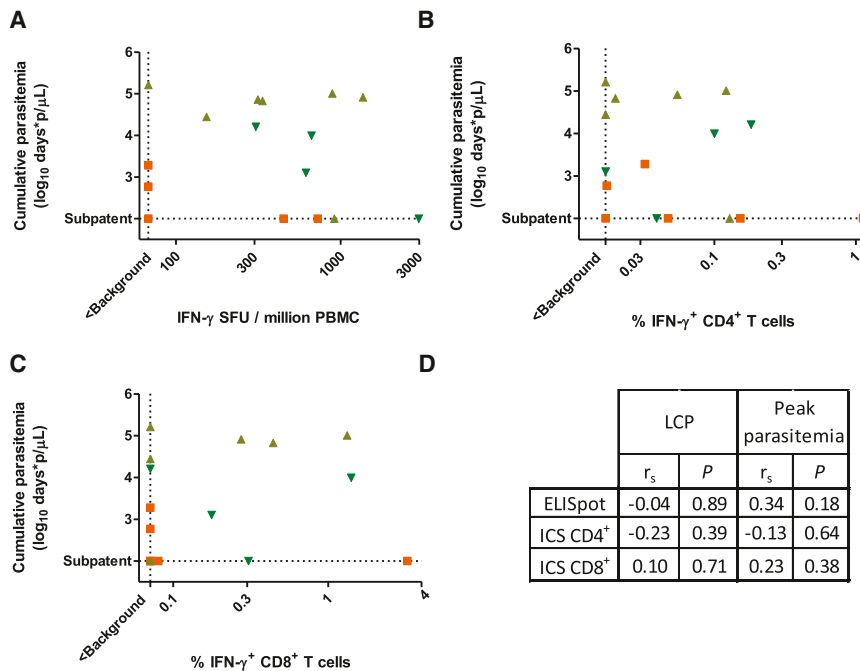 A
6
5
4
3
Subpatent
Cumulative parasitemia
(log10 days*p/µL)
<Background
100
300
1000
3000
IFN-γ SFU / million PBMC
B
6
5
4
3
Subpatent
Cumulative parasitemia
(log10 days*p/µL)
<Background
0.03
0.1
0.3
1
% IFN-γ+ CD4+ T cells
C
6
5
4
3
Subpatent
Cumulative parasitemia
(log10 days*p/µL)
<Background
0.1
0.3
1
4
% IFN-γ+ CD8+ T cells
D
LCP Peak
parasitemia
rs P rs P
ELISpot -0.04 0.89 0.34 0.18
ICS CD4+ -0.23 0.39 -0.13 0.64
ICS CD8+ 0.10 0.71 0.23 0.38